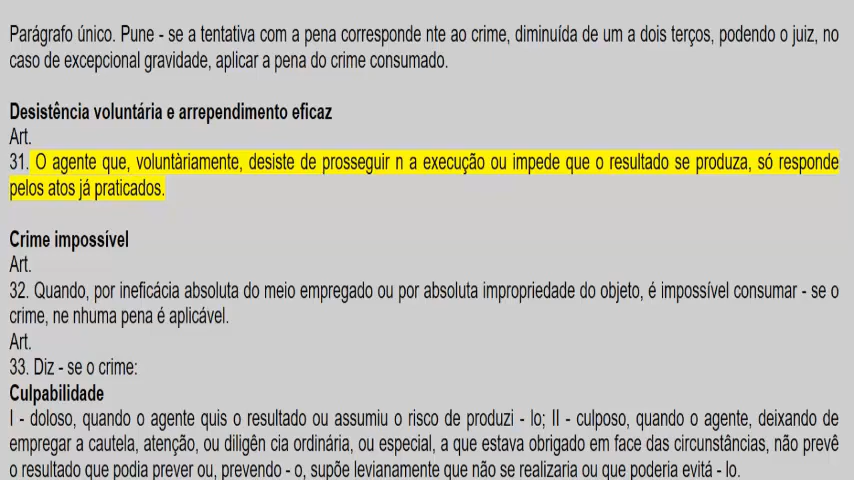 Parágrafo único. Pune - se a tentativa com a pena corresponde nte ao crime, diminuída de um a dois terços, podendo o juiz, no
caso de excepcional gravidade, aplicar a pena do crime consumado.
Desistência voluntária e arrependimento eficaz
Art.
31. O agente que, voluntàriamente, desiste de prosseguir n a execução ou impede que o resultado se produza, só responde
pelos atos já praticados.
Crime impossível
Art.
32. Quando, por ineficácia absoluta do meio empregado ou por absoluta impropriedade do objeto, é impossível consumar - se o
crime, ne nhuma pena é aplicável.
Art.
33. Diz - se o crime:
Culpabilidade
I - doloso, quando o agente quis o resultado ou assumiu o risco de produzi - lo; II - culposo, quando o agente, deixando de
empregar a cautela, atenção, ou diligên cia ordinária, ou especial, a que estava obrigado em face das circunstâncias, não prevê
o resultado que podia prever ou, prevendo - o, supõe levianamente que não se realizaria ou que poderia evitá - lo.